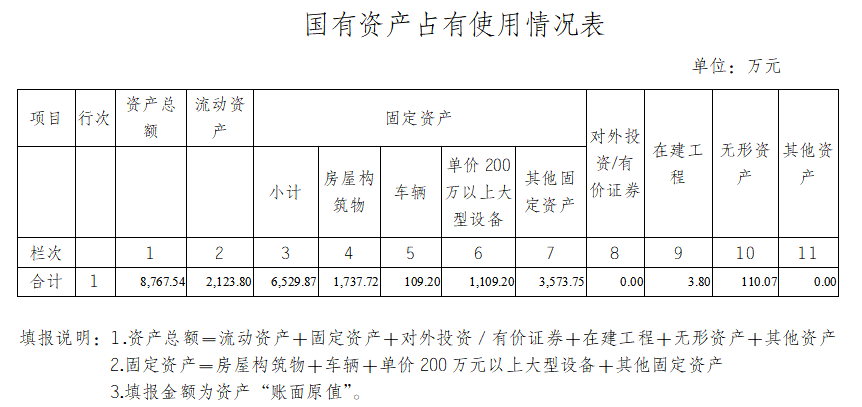 国有资产占有使用情况表
单位：万元
项目 行次 资产总额 流动资产 固定资产 对外投资/有价证券 在建工程 无形资产 其他资产
小计 房屋构筑物 车辆 单价200万以上大型设备 其他固定资产
栏次 1 2 3 4 5 6 7 8 9 10 11
合计 1 8,767.54 2,123.80 6,529.87 1,737.72 109.20 1,109.20 3,573.75 0.00 3.80 110.07 0.00
填报说明：1.资产总额＝流动资产＋固定资产＋对外投资／有价证券＋在建工程＋无形资产＋其他资产
2.固定资产＝房屋构筑物＋车辆＋单价200万元以上大型设备＋其他固定资产
3.填报金额为资产“账面原值”。